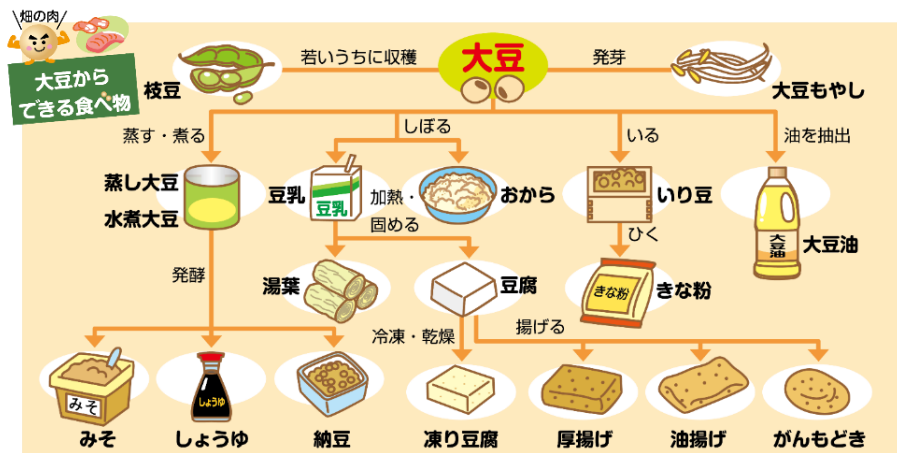 畑の肉
大豆から
できる食べ物
大豆
若いうちに収穫
発芽
枝豆
大豆もやし
蒸す・煮る
しぼる
いる
油を抽出
蒸し大豆
水煮大豆
豆乳
豆乳
加熱・
固める
おから
いり豆
大豆油
大豆油
ひく
発酵
湯葉
豆腐
きな粉
きな粉
冷凍・乾燥
揚げる
みそ
しょうゆ
みそ
しょうゆ
納豆
凍り豆腐
厚揚げ
油揚げ
がんもどき